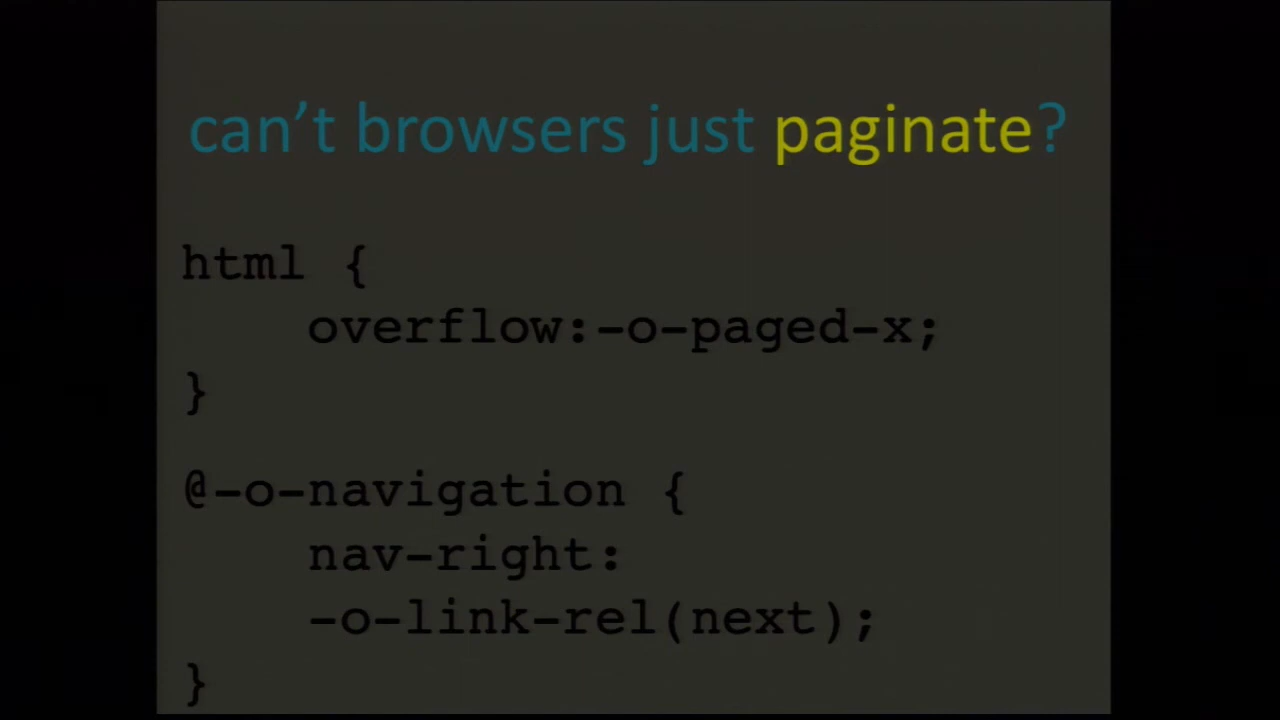 can't browsers just paginate?
html {
overflow:-o-paged-x;
}
@-o-navigation {
nav-right:
-o-link-rel(next);
}